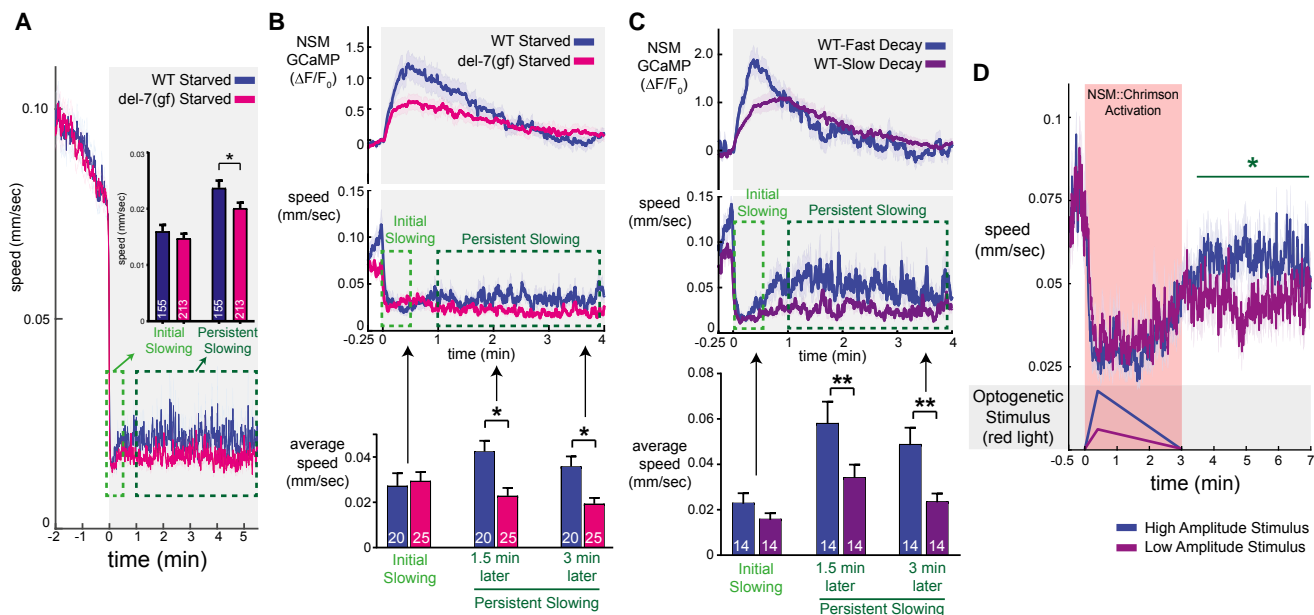 A
WT Starved
del-7(gf) Starved
speed (mm/sec)
0.10
0.05
0
speed (mm/sec)
0.03
0.01
0
*
155
213
155
213
Initial
Slowing
Persistent
Slowing
-2 -1 0 1 2 3 4 5
time (min)
B
NSM
GCaMP
(ΔF/F0)
WT Starved
del-7(gf) Starved
1.5
1.0
0.5
0
speed
(mm/sec)
0.15
0.10
0.05
0
Initial
Slowing
Persistent Slowing
-0.25 0 1 2 3 4
time (min)
average
speed
(mm/sec)
0.04
0.02
0.00
*
*
20 25 20 25 20 25
Initial
Slowing
1.5 min
later
3 min
later
Persistent Slowing
C
NSM
GCaMP
(ΔF/F0)
WT-Fast Decay
WT-Slow Decay
2.0
1.0
0
speed
(mm/sec)
0.15
0.10
0.05
0
Initial
Slowing
Persistent Slowing
-0.25 0 1 2 3 4
time (min)
average
speed
(mm/sec)
0.08
0.06
0.04
0.02
0.00
**
**
14 14 14 14 14 14
Initial
Slowing
1.5 min
later
3 min
later
Persistent Slowing
D
NSM::Chrimson
Activation
*
0.1
0.075
speed
(mm/sec)
0.05
0.025
Optogenetic
Stimulus
(red light)
-0.5 0 1 2 3 4 5 6 7
time (min)
High Amplitude Stimulus
Low Amplitude Stimulus